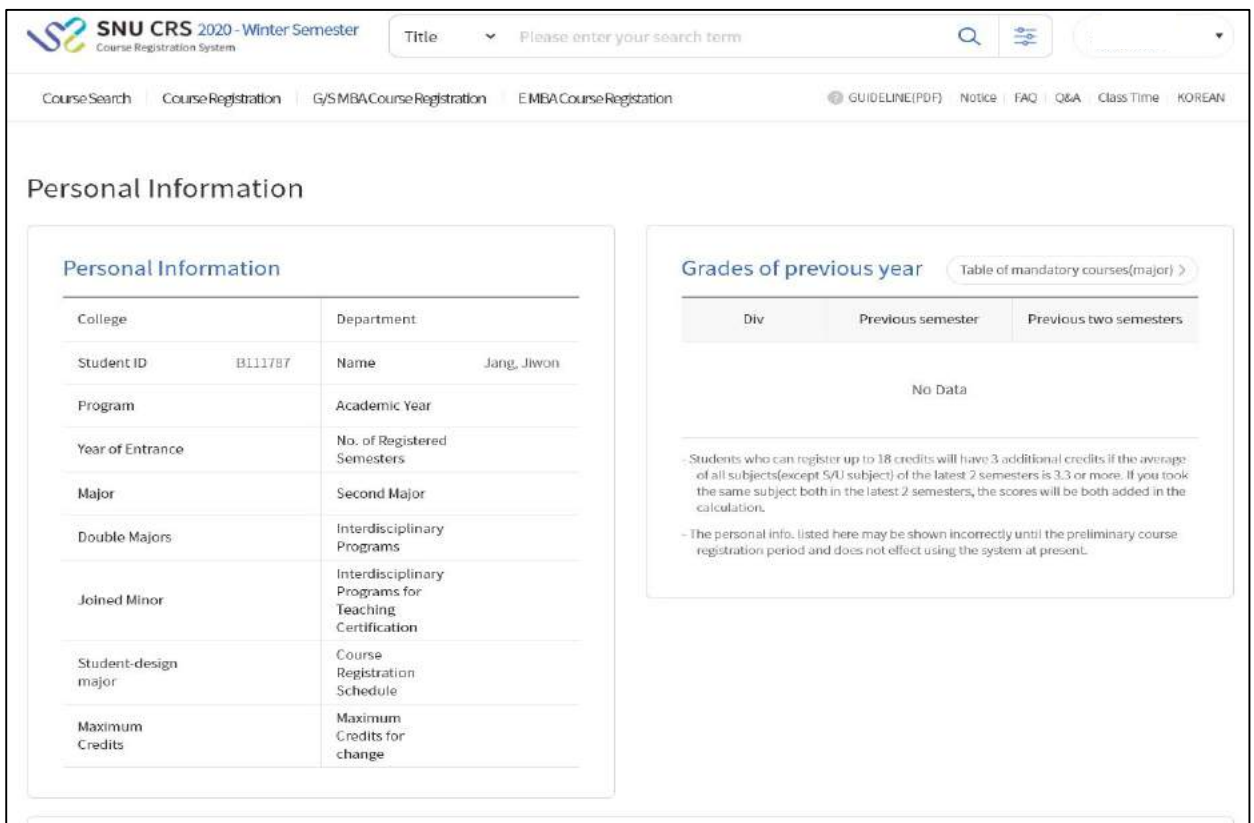 SNU CRS 2020 - Winter Semester
Course Registration System
Title
Please enter your search term
Course Search
Course Registration
G/S MBA Course Registration
E MBA Course Registation
GUIDELINE(PDF)
Notice
FAQ
Q&A
Class Time
KOREAN
Personal Information
Personal Information
College
Department
Student ID B111787
Name Jang, Jiwon
Program
Academic Year
Year of Entrance
No. of Registered
Semesters
Major
Second Major
Double Majors
Interdisciplinary
Programs
Joined Minor
Interdisciplinary
Programs for
Teaching
Certification
Student-design
major
Course
Registration
Schedule
Maximum
Credits
Maximum
Credits for
change
Grades of previous year
Table of mandatory courses(major) >
Div
Previous semester
Previous two semesters
No Data
- Students who can register up to 18 credits will have 3 additional credits if the average
of all subjects(except S/U subject) of the latest 2 semesters is 3.3 or more. If you took
the same subject both in the latest 2 semesters, the scores will be both added in the
calculation.
- The personal info. listed here may be shown incorrectly until the preliminary course
registration period and does not effect using the system at present.